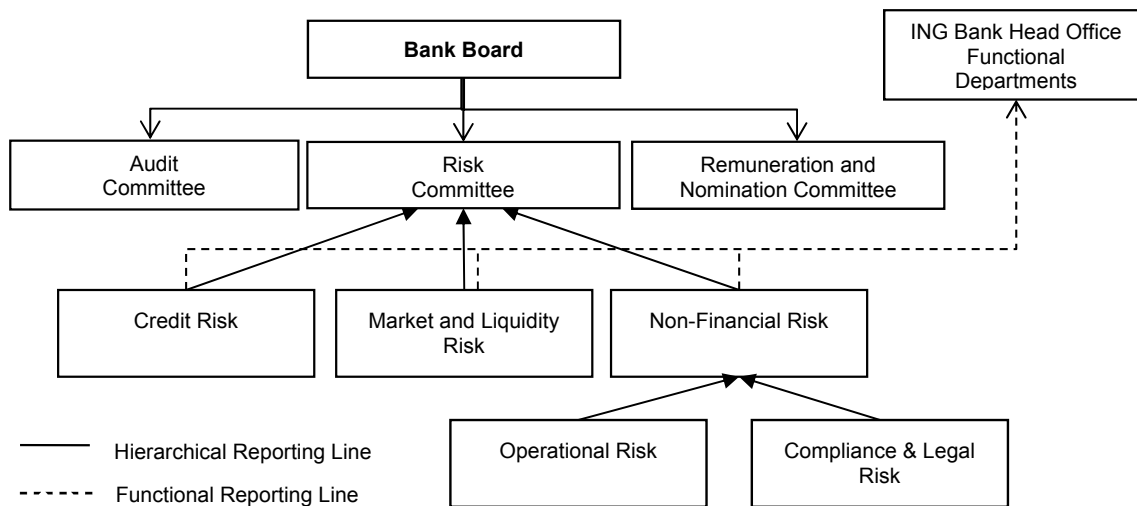 Bank Board
ING Bank Head Office
Functional
Departments
Audit
Committee
Risk
Committee
Remuneration and
Nomination Committee
Credit Risk
Market and Liquidity
Risk
Non-Financial Risk
Operational Risk
Compliance & Legal
Risk
Hierarchical Reporting Line
Functional Reporting Line